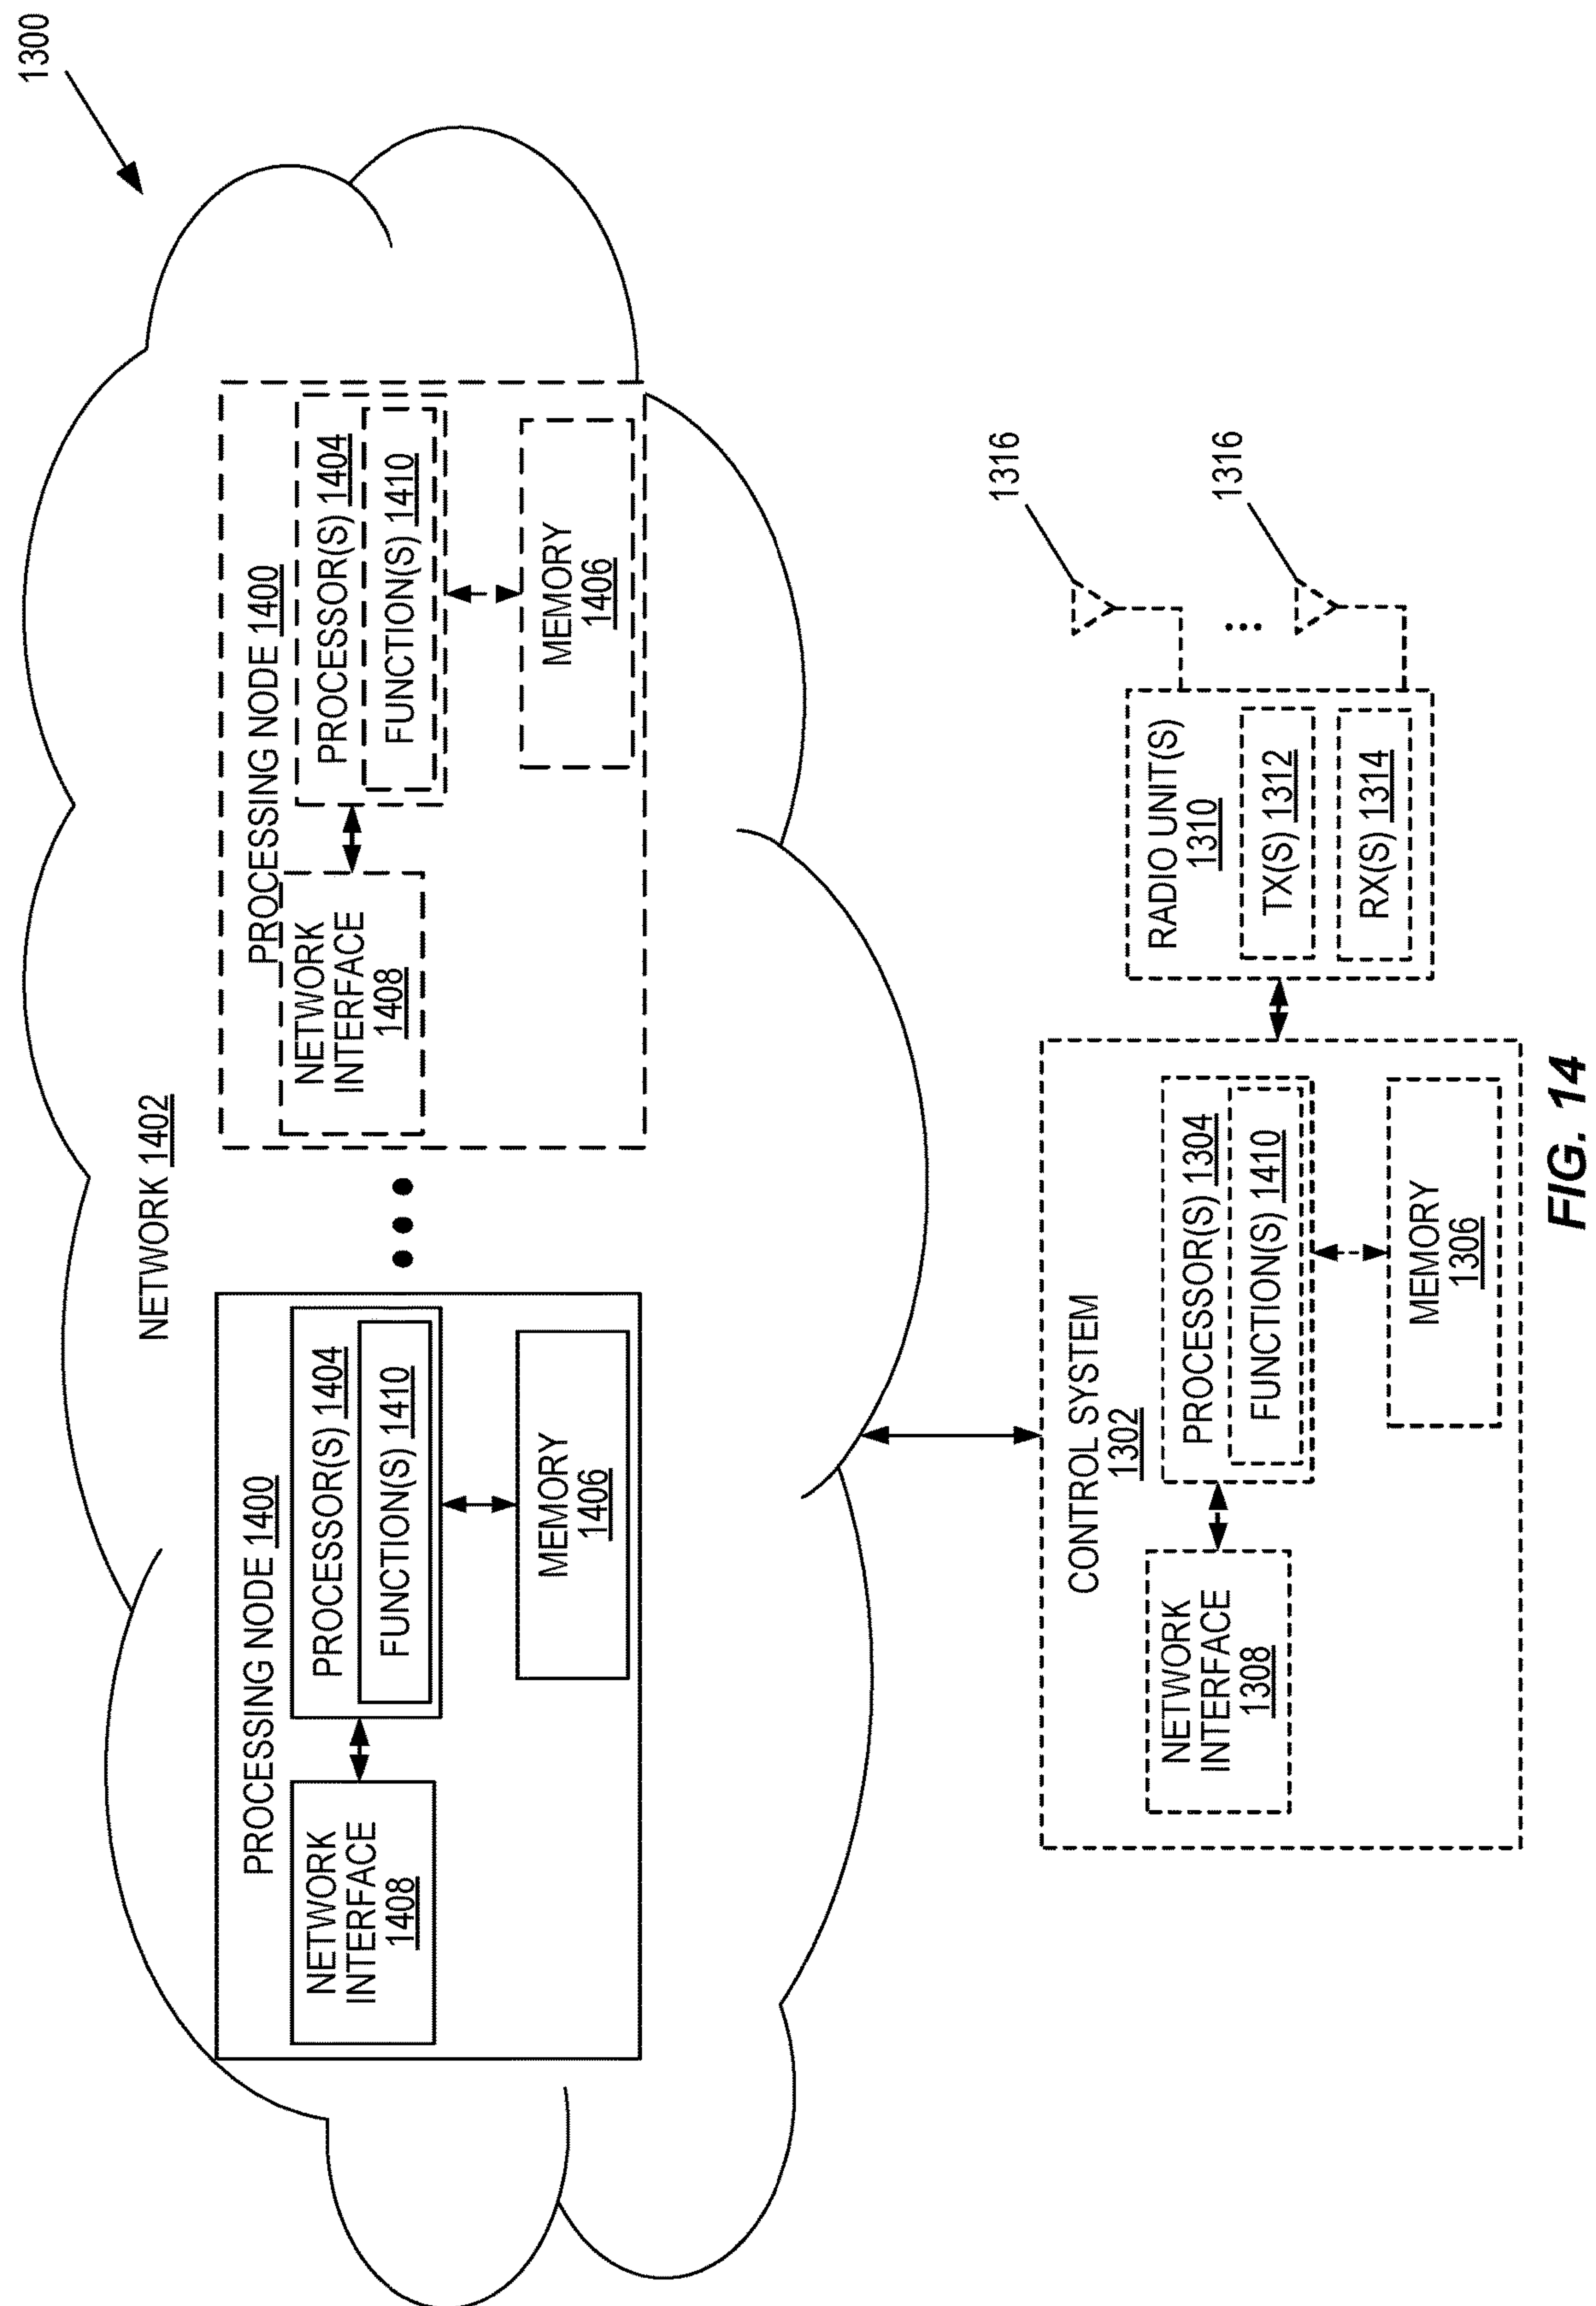 1300
NETWORK 1402
PROCESSING NODE 1400
NETWORK
INTERFACE
1408
PROCESSOR(S) 1404
FUNCTION(S) 1410
MEMORY
1406
PROCESSING NODE 1400
NETWORK
INTERFACE
1408
PROCESSOR(S) 1404
FUNCTION(S) 1410
MEMORY
1406
CONTROL SYSTEM
1302
NETWORK
INTERFACE
1308
PROCESSOR(S) 1304
FUNCTION(S) 1410
MEMORY
1306
RADIO UNIT(S)
1310
TX(S) 1312
RX(S) 1314
1316
1316
FIG. 14